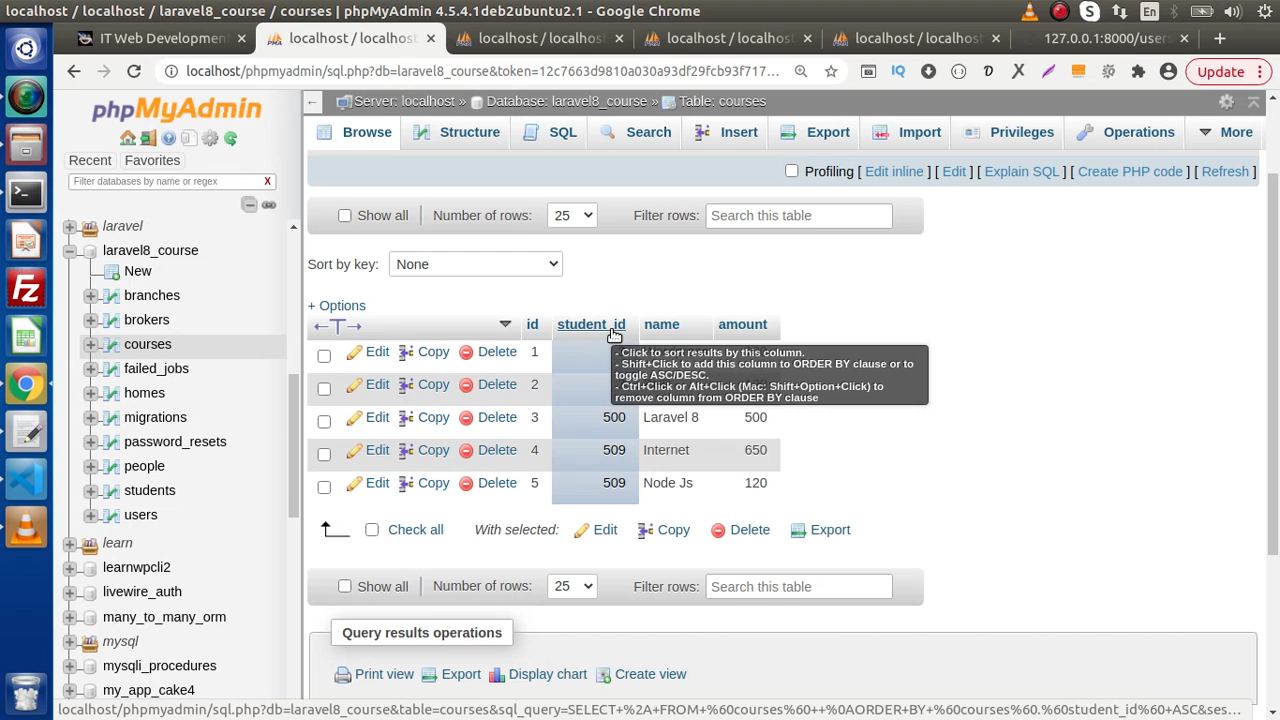 localhost / localhost / laravel8_course / courses | phpMyAdmin 4.5.4.1deb2ubuntu2.1 - Google Chrome
En
IT Web Developmen
localhost / localhos
localhost / localhos
localhost / localhos
localhost / localhos
127.0.0.1:8000/user
localhost/phpmyadmin/sql.php?db=laravel8_course&token=12c7663d9810a030a93df29fcb93f717...
Update
phpMyAdmin
Recent
Favorites
Filter databases by name or regex
X
laravel
laravel8_course
New
branches
brokers
courses
failed_jobs
homes
migrations
password_resets
people
students
users
learn
learnwpcli2
livewire_auth
many_to_many_orm
mysql
mysqli_procedures
my_app_cake4
Server: localhost » Database: laravel8_course » Table: courses
Browse Structure SQL Search Insert Export Import Privileges Operations More
Profiling [ Edit inline ] [ Edit ] [ Explain SQL ] [ Create PHP code ] [ Refresh ]
Show all | Number of rows: 25 Filter rows: Search this table
Sort by key: None
+ Options
←T→ id student_id name amount
Edit Copy Delete 1
Edit Copy Delete 2
Edit Copy Delete 3 500 Laravel 8 500
Edit Copy Delete 4 509 Internet 650
Edit Copy Delete 5 509 Node Js 120
- Click to sort results by this column.
- Shift+Click to add this column to ORDER BY clause or to
toggle ASC/DESC.
- Ctrl+Click or Alt+Click (Mac: Shift+Option+Click) to
remove column from ORDER BY clause
Check all With selected: Edit Copy Delete Export
Show all | Number of rows: 25 Filter rows: Search this table
Query results operations
Print view Export Display chart Create view
localhost/phpmyadmin/sql.php?db=laravel8_course&table=courses&sql_query=SELECT+%2A+FROM+%60courses%60+++%0AORDER+BY+%60courses%60.%60student_id%60+ASC&ses...